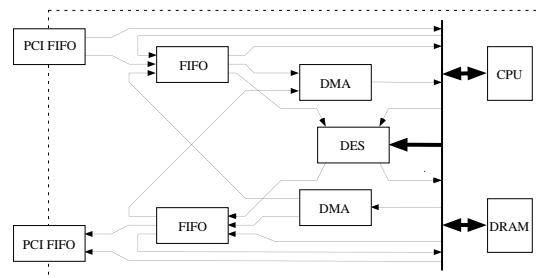 PCI FIFO
FIFO
DMA
CPU
DES
DMA
FIFO
DRAM
PCI FIFO